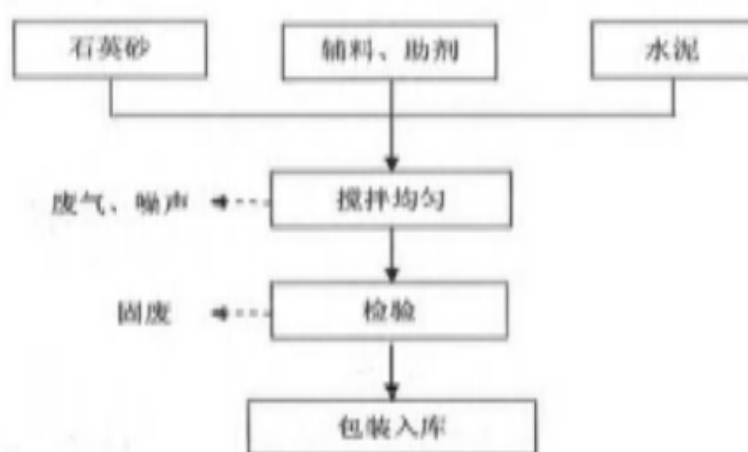 石英砂
辅料、助剂
水泥
废气、噪声
搅拌均匀
固废
检验
包装入库